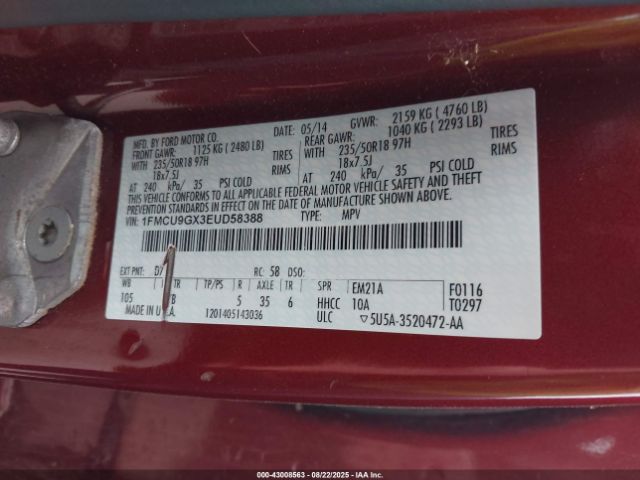 MFD. BY FORD MOTOR CO. 05/14 GVWR: 2159 KG ( 4760 LB)
FRONT GAWR: 1125 KG ( 2480 LB) REAR GAWR: 1040 KG ( 2293 LB)
WITH 235/50R18 97H TIRES WITH 235/50R18 97H TIRES
18x7.5J RIMS 18x7.5J RIMS
AT 240 kPa/ 35 PSI COLD AT 240 kPa/ 35 PSI COLD
THIS VEHICLE CONFORMS TO ALL APPLICABLE FEDERAL MOTOR VEHICLE SAFETY AND THEFT
PREVENTION STANDARDS IN EFFECT ON THE DATE OF MANUFACTURE SHOWN ABOVE.
VIN: 1FMCU9GX3EUD58388 TYPE: MPV
EXT PNT: RC: 58 DSO:
WB TR TP/PS R AXLE TR SPR EM21A F0116
105 B 5 35 6 HHCC 10A T0297
MADE IN U.S.A. 1201405143036 ULC ▽5U5A-3520472-AA
000-43008563 - 08/22/2025 - IAAI.com